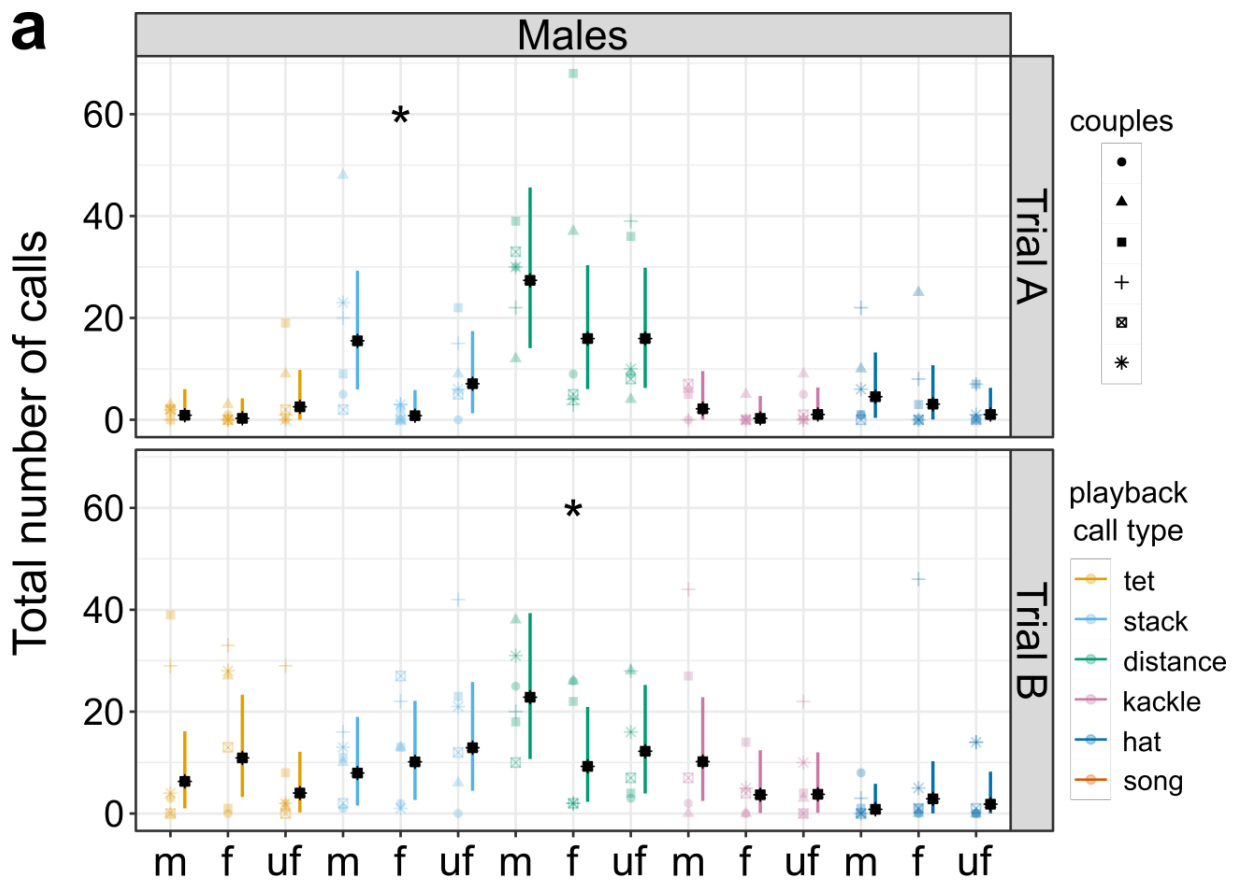 a
Males
Total number of calls
60
40
20
0
*
Trial A
60
40
20
0
*
Trial B
m f uf m f uf m f uf m f uf m f uf
couples
playback
call type
tet
stack
distance
kackle
hat
song